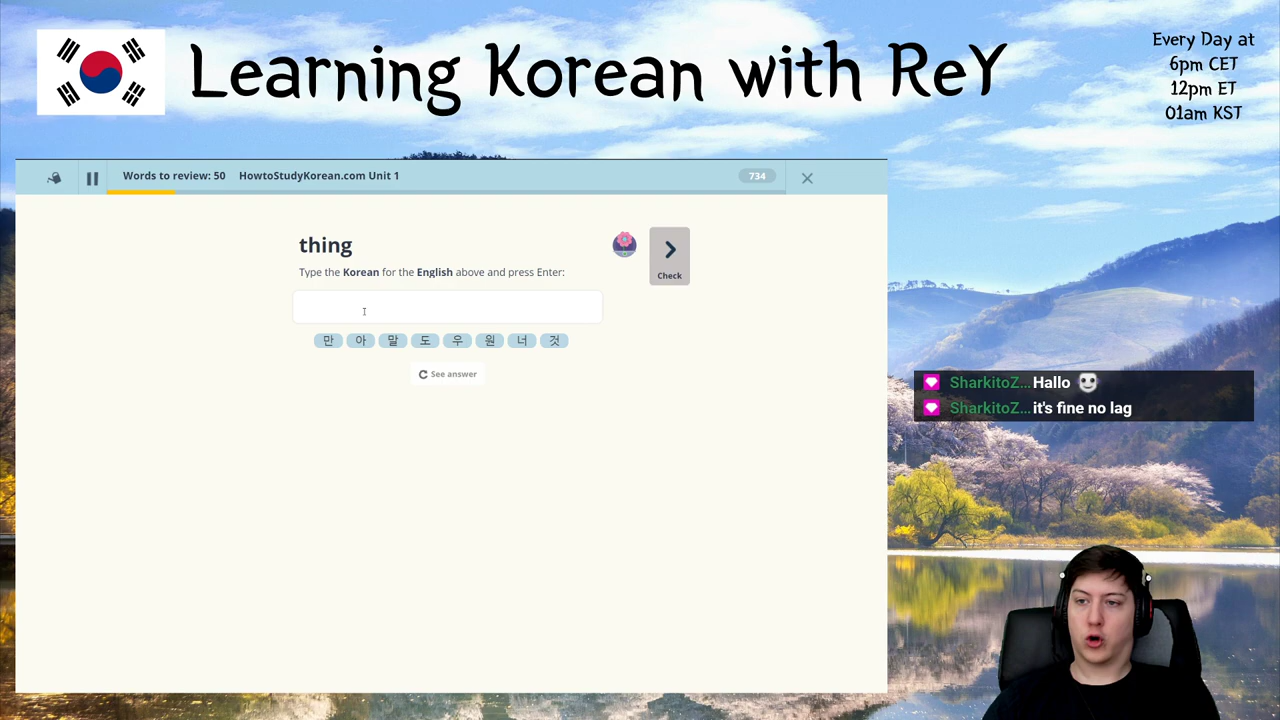 Learning Korean with ReY
Every Day at
6pm CET
12pm ET
01am KST
Words to review: 50 HowtoStudyKorean.com Unit 1
734
thing
Type the Korean for the English above and press Enter:
Check
만 아 말 도 우 원 너 것
See answer
SharkitoZ... Hallo
SharkitoZ... it's fine no lag